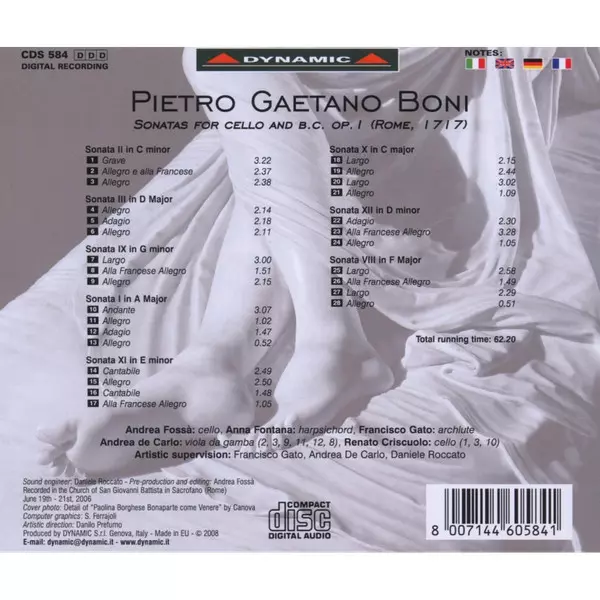 CDS 584 DDD
DIGITAL RECORDING
DYNAMIC
NOTES:
PIETRO GAETANO BONI
SONATAS FOR CELLO AND B.C. OP.1 (ROME, 1717)
Sonata II in C minor
1 Grave 3.22
2 Allegro e alla Francese 2.37
3 Allegro 2.38
Sonata III in D Major
4 Allegro 2.14
5 Adagio 2.18
6 Allegro 2.11
Sonata IX in G minor
7 Largo 3.00
8 Alla Francese Allegro 1.51
9 Allegro 2.15
Sonata I in A Major
10 Andante 3.07
11 Allegro 1.02
12 Adagio 1.47
13 Allegro 0.52
Sonata XI in E minor
14 Cantabile 2.49
15 Allegro 2.50
16 Cantabile 1.48
17 Alla Francese Allegro 1.05
Sonata X in C major
18 Largo 2.15
19 Allegro 2.44
20 Largo 3.02
21 Allegro 1.09
Sonata XII in D minor
22 Adagio 2.30
23 Alla Francese Allegro 3.28
24 Allegro 1.05
Sonata VIII in F Major
25 Largo 2.58
26 Alla Francese Allegro 1.49
27 Largo 2.29
28 Allegro 0.51
Total running time: 62.20
Andrea Fossà: cello, Anna Fontana: harpsichord, Francisco Gato: archlute
Andrea de Carlo: viola da gamba (2, 3, 9, 11, 12, 8), Renato Criscuolo: cello (1, 3, 10)
Artistic supervision: Francisco Gato, Andrea De Carlo, Daniele Roccato
Sound engineer: Daniele Roccato - Pre-production and editing: Andrea Fossà
Recorded in the Church of San Giovanni Battista in Sacrofano (Rome)
June 19th - 21st, 2006
Cover photo: Detail of "Paolina Borghese Bonaparte come Venere" by Canova
Computer graphics: S. Ferrajoli
Artistic direction: Danilo Prefumo
Produced by DYNAMIC S.r.l. Genova, Italy - Made in EU - © 2008
E-mail: dynamic@dynamic.it - www.dynamic.it
COMPACT
disc
DIGITAL AUDIO
8 007144 605841